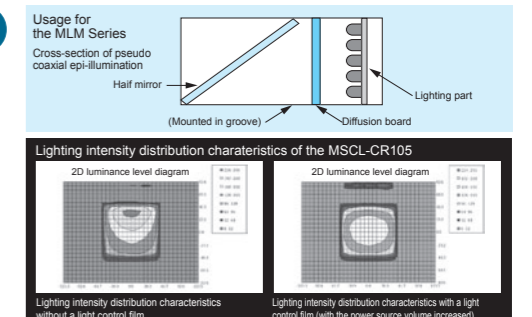 Usage for
the MLM Series
Cross-section of pseudo
coaxial epi-illumination
Half mirror
Lighting part
(Mounted in groove)
Diffusion board
Lighting intensity distribution charateristics of the MSCL-CR105
2D luminance level diagram
2D luminance level diagram
Lighting intensity distribution characteristics
without a light control film
Lighting intensity distribution characteristics with a light
control film (with the power source volume increased)